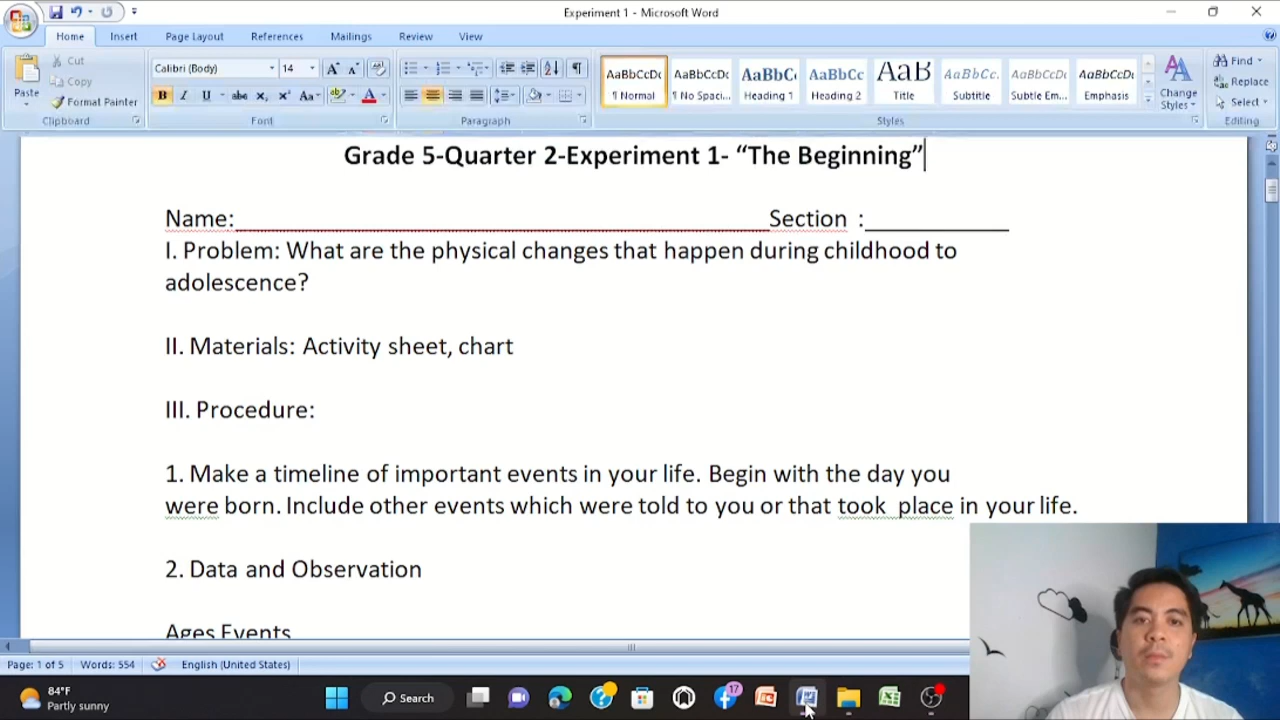 Experiment 1 - Microsoft Word
Home Insert Page Layout References Mailings Review View
Paste
Cut
Copy
Format Painter
Clipboard
Calibri (Body) 14
B I U abc x, x² Aa
Font
Paragraph
AaBbCcDc AaBbCcDc AaBbC AaBbCc AaB AaBbCc. AaBbCcDc AaBbCcDc
¶ Normal ¶ No Spaci... Heading 1 Heading 2 Title Subtitle Subtle Em... Emphasis
Styles
Change Styles
Find
Replace
Select
Editing
Grade 5-Quarter 2-Experiment 1- “The Beginning”
Name: Section :
I. Problem: What are the physical changes that happen during childhood to
adolescence?
II. Materials: Activity sheet, chart
III. Procedure:
1. Make a timeline of important events in your life. Begin with the day you
were born. Include other events which were told to you or that took place in your life.
2. Data and Observation
Ages Events
Page: 1 of 5 Words: 554 English (United States)
84°F
Partly sunny
Search
17